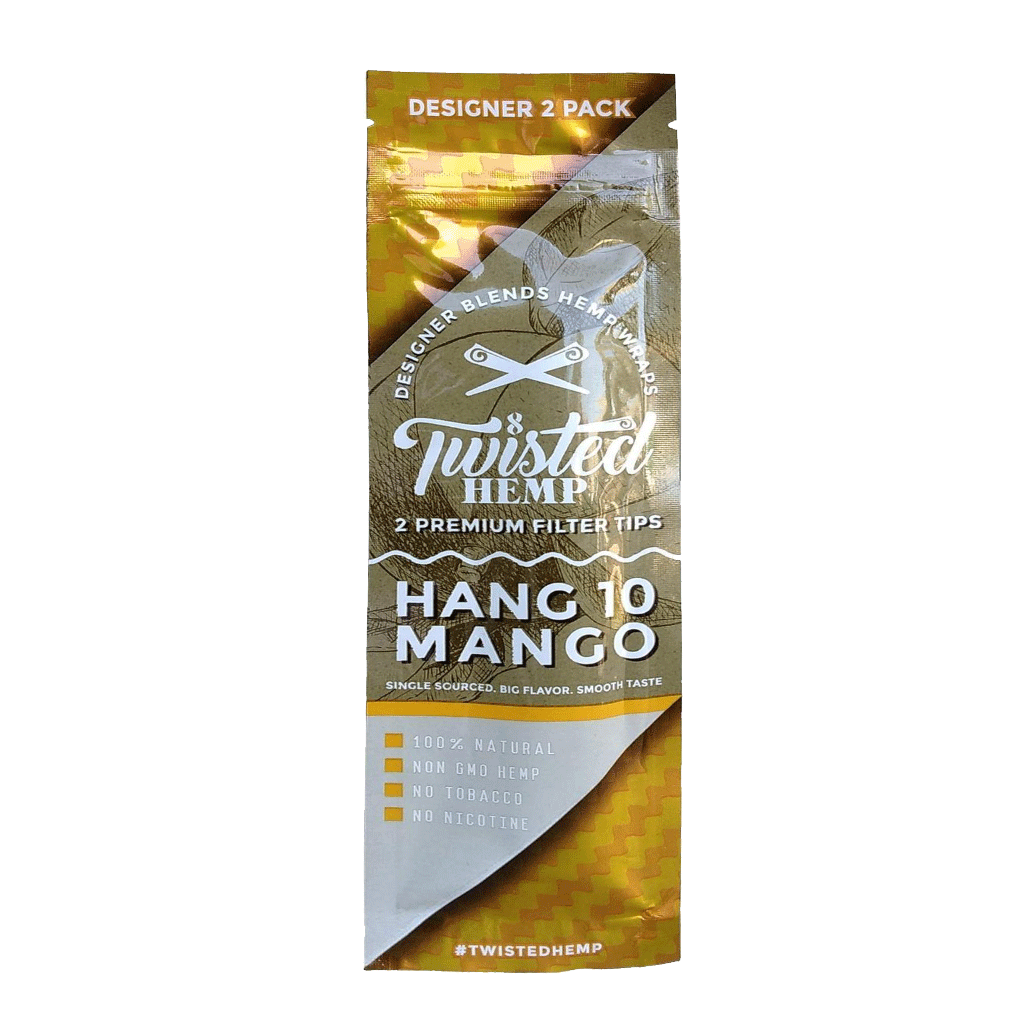 DESIGNER 2 PACK
DESIGNER BLENDS HEMP WRAPS
Twisted
HEMP
2 PREMIUM FILTER TIPS
HANG 10
MANGO
SINGLE SOURCED. BIG FLAVOR. SMOOTH TASTE
100% NATURAL
NON GMO HEMP
NO TOBACCO
NO NICOTINE
#TWISTEDHEMP